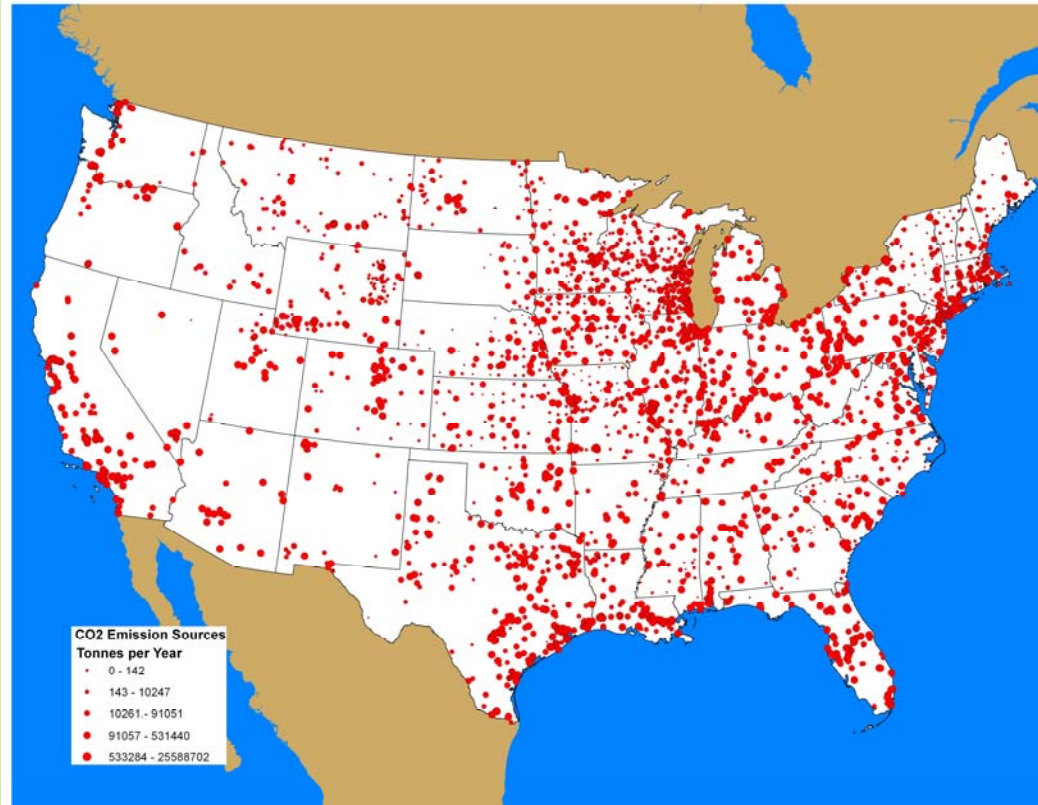 CO2 Emission Sources
Tonnes per Year
0 - 142
143 - 10247
10261.- 91051
91057 - 531440
533284 - 25588702